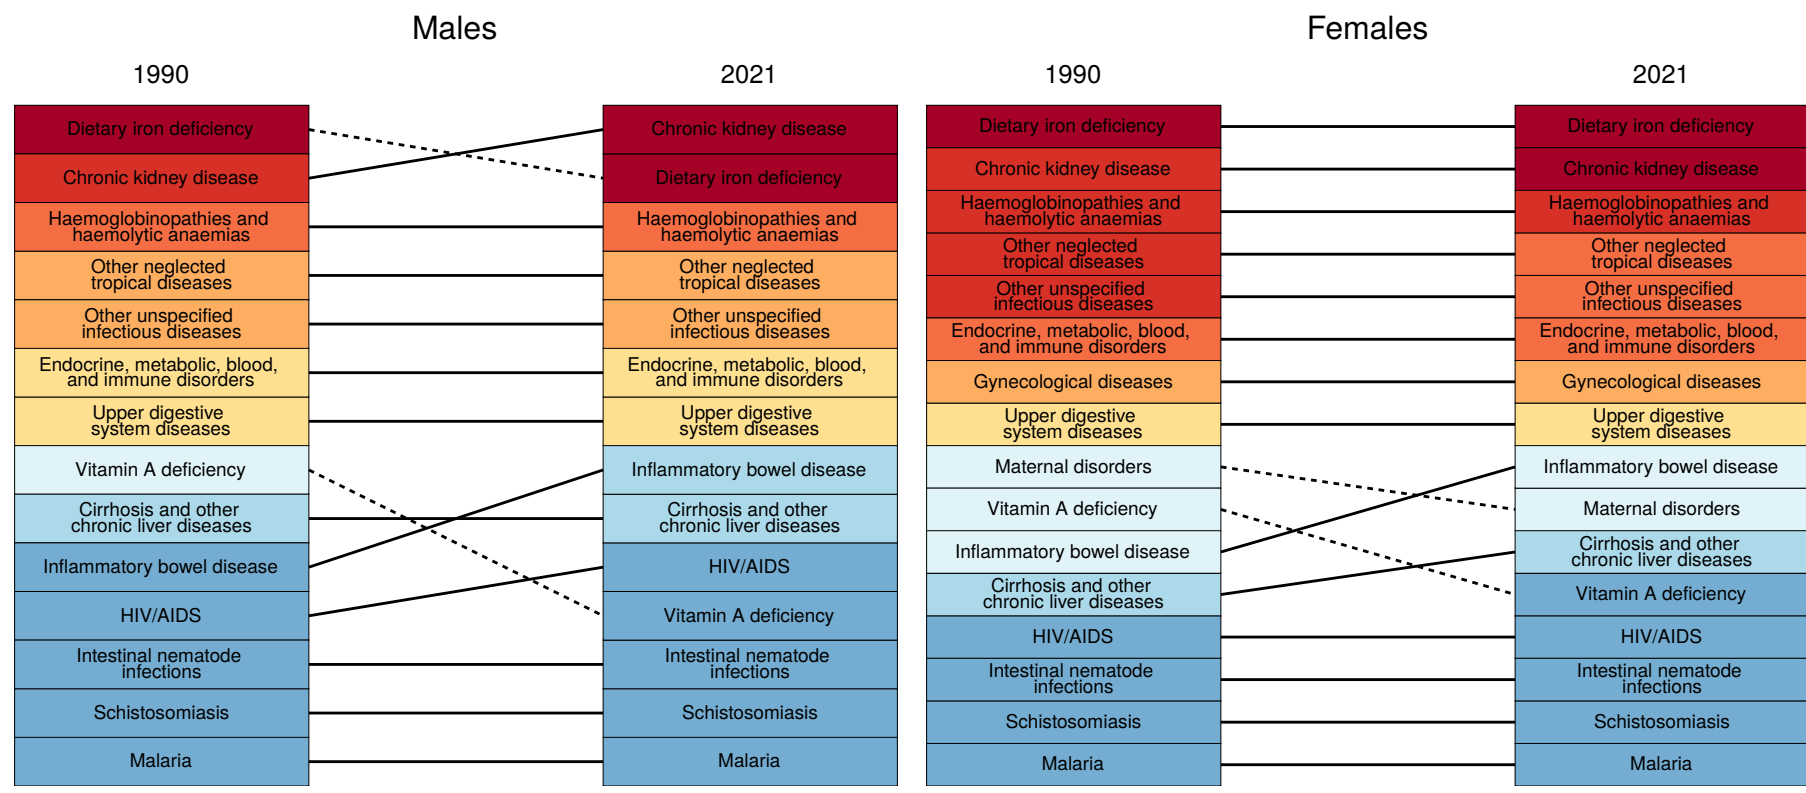 Males
1990
2021
Dietary iron deficiency
Chronic kidney disease
Haemoglobinopathies and
haemolytic anaemias
Other neglected
tropical diseases
Other unspecified
infectious diseases
Endocrine, metabolic, blood,
and immune disorders
Upper digestive
system diseases
Vitamin A deficiency
Cirrhosis and other
chronic liver diseases
Inflammatory bowel disease
HIV/AIDS
Intestinal nematode
infections
Schistosomiasis
Malaria
Chronic kidney disease
Dietary iron deficiency
Haemoglobinopathies and
haemolytic anaemias
Other neglected
tropical diseases
Other unspecified
infectious diseases
Endocrine, metabolic, blood,
and immune disorders
Upper digestive
system diseases
Inflammatory bowel disease
Cirrhosis and other
chronic liver diseases
HIV/AIDS
Vitamin A deficiency
Intestinal nematode
infections
Schistosomiasis
Malaria
Females
1990
2021
Dietary iron deficiency
Chronic kidney disease
Haemoglobinopathies and
haemolytic anaemias
Other neglected
tropical diseases
Other unspecified
infectious diseases
Endocrine, metabolic, blood,
and immune disorders
Gynecological diseases
Upper digestive
system diseases
Maternal disorders
Vitamin A deficiency
Inflammatory bowel disease
Cirrhosis and other
chronic liver diseases
HIV/AIDS
Intestinal nematode
infections
Schistosomiasis
Malaria
Dietary iron deficiency
Chronic kidney disease
Haemoglobinopathies and
haemolytic anaemias
Other neglected
tropical diseases
Other unspecified
infectious diseases
Endocrine, metabolic, blood,
and immune disorders
Gynecological diseases
Upper digestive
system diseases
Inflammatory bowel disease
Maternal disorders
Cirrhosis and other
chronic liver diseases
Vitamin A deficiency
HIV/AIDS
Intestinal nematode
infections
Schistosomiasis
Malaria